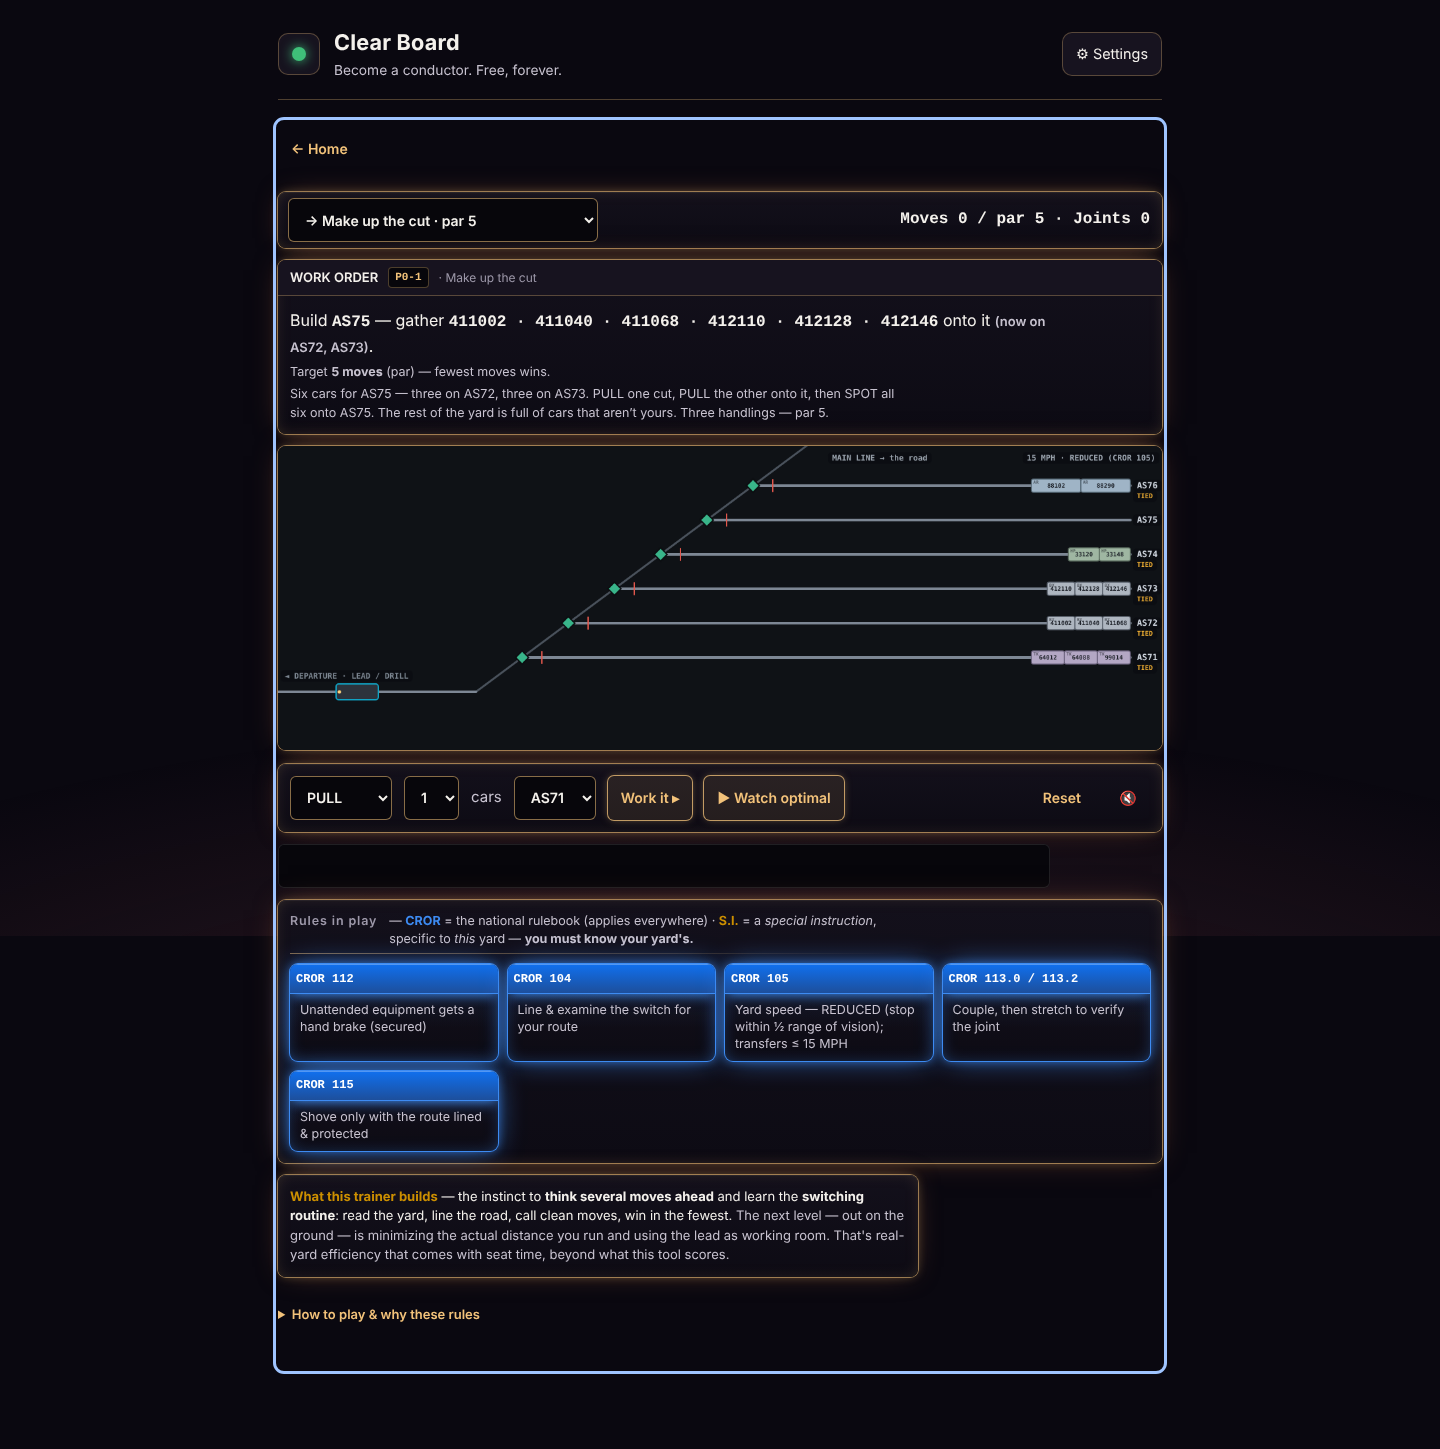 Clear Board
Become a conductor. Free, forever.
⚙ Settings
← Home
→ Make up the cut · par 5
Moves 0 / par 5 · Joints 0
WORK ORDER P0-1 · Make up the cut
Build AS75 — gather 411002 · 411040 · 411068 · 412110 · 412128 · 412146 onto it (now on
AS72, AS73).
Target 5 moves (par) — fewest moves wins.
Six cars for AS75 — three on AS72, three on AS73. PULL one cut, PULL the other onto it, then SPOT all
six onto AS75. The rest of the yard is full of cars that aren't yours. Three handlings — par 5.
MAIN LINE → the road
15 MPH · REDUCED (CROR 105)
88102 88290 AS76
TIED
AS75
33120 33148 AS74
TIED
412110 412128 412146 AS73
TIED
411002 411040 411068 AS72
TIED
64012 64088 99014 AS71
TIED
◄ DEPARTURE · LEAD / DRILL
PULL 1 cars AS71 Work it ▸ ▶ Watch optimal Reset
Rules in play — CROR = the national rulebook (applies everywhere) · S.I. = a special instruction,
specific to this yard — you must know your yard's.
CROR 112
Unattended equipment gets a
hand brake (secured)
CROR 104
Line & examine the switch for
your route
CROR 105
Yard speed — REDUCED (stop
within ½ range of vision);
transfers ≤ 15 MPH
CROR 113.0 / 113.2
Couple, then stretch to verify
the joint
CROR 115
Shove only with the route lined
& protected
What this trainer builds — the instinct to think several moves ahead and learn the switching
routine: read the yard, line the road, call clean moves, win in the fewest. The next level — out on the
ground — is minimizing the actual distance you run and using the lead as working room. That's real-
yard efficiency that comes with seat time, beyond what this tool scores.
▶ How to play & why these rules